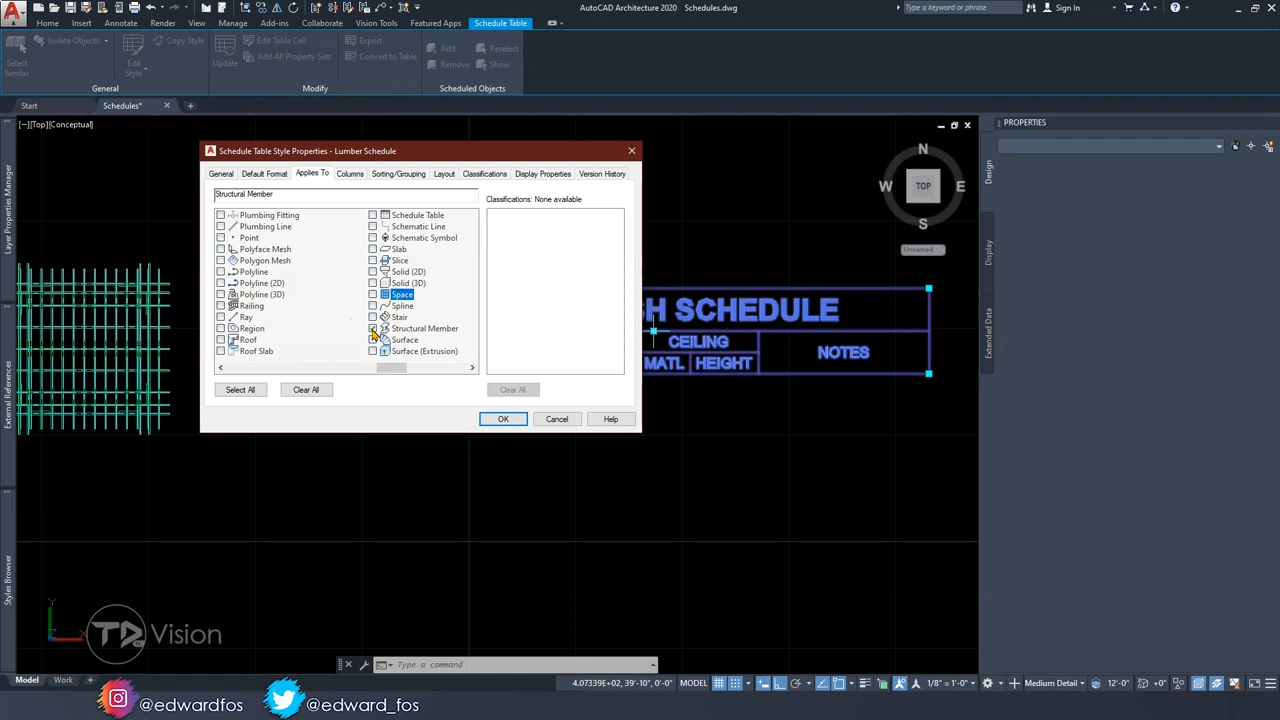 AutoCAD Architecture 2020 Schedules.dwg
Type a keyword or phrase
Sign In
Home Insert Annotate Render View Manage Add-ins Collaborate Vision Tools Featured Apps Schedule Table
Select
Similar
Isolate Objects
Edit
Style
Copy Style
General
Update
Edit Table Cell
Add All Property Sets
Export
Convert to Table
Modify
Add
Remove
Reselect
Show
Scheduled Objects
Start Schedules*
[−][Top][Conceptual]
Layer Properties Manager
External References
Styles Browser
Schedule Table Style Properties - Lumber Schedule
General Default Format Applies To Columns Sorting/Grouping Layout Classifications Display Properties Version History
Structural Member
Classifications: None available
Plumbing Fitting
Plumbing Line
Point
Polyface Mesh
Polygon Mesh
Polyline
Polyline (2D)
Polyline (3D)
Railing
Ray
Region
Roof
Roof Slab
Schedule Table
Schematic Line
Schematic Symbol
Slab
Slice
Solid (2D)
Solid (3D)
Space
Spline
Stair
Structural Member
Surface
Surface (Extrusion)
Select All Clear All Clear All
OK Cancel Help
SH SCHEDULE
CEILING
MATL HEIGHT
NOTES
N
W TOP E
S
Unnamed
PROPERTIES
Design
Display
Extended Data
Y
X
TD Vision
Type a command
Model Work
4.07339E+02, 39'-10", 0'-0" MODEL
1/8" = 1'-0"
Medium Detail
12'-0"
+0"
@edwardfos
@edward_fos